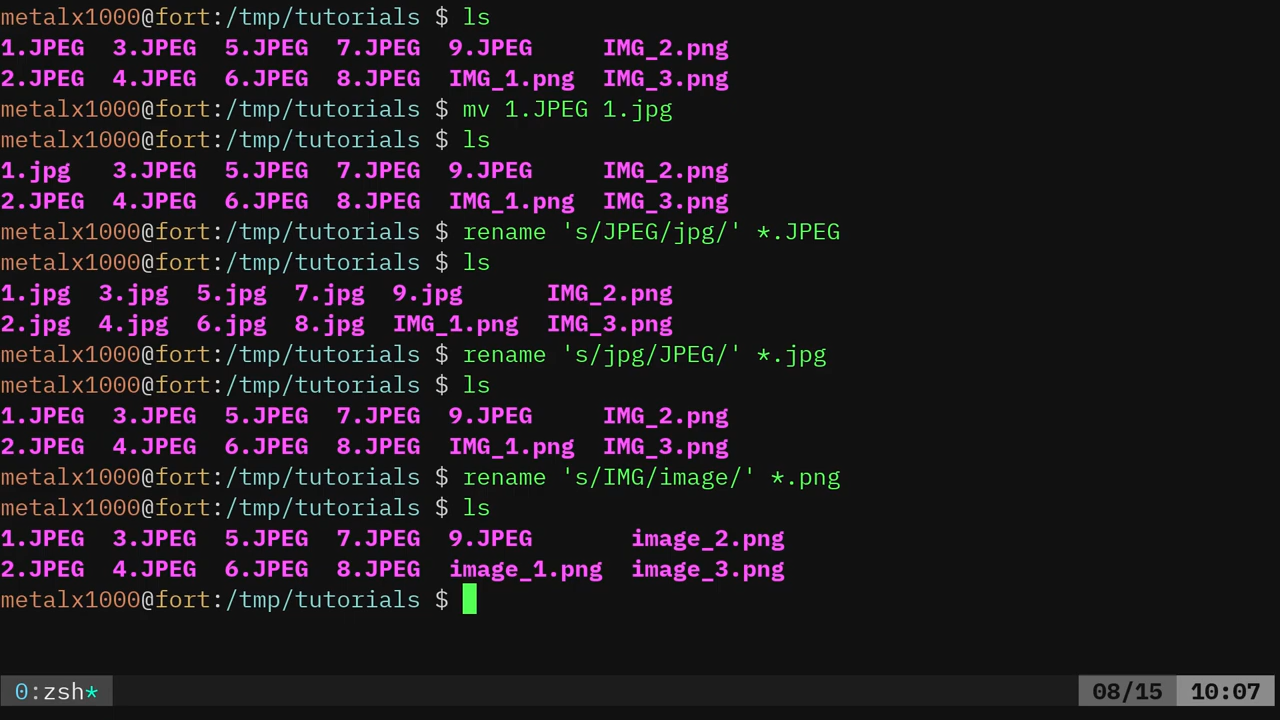 metalx1000@fort:/tmp/tutorials $ ls
1.JPEG  3.JPEG  5.JPEG  7.JPEG  9.JPEG     IMG_2.png
2.JPEG  4.JPEG  6.JPEG  8.JPEG  IMG_1.png  IMG_3.png
metalx1000@fort:/tmp/tutorials $ mv 1.JPEG 1.jpg
metalx1000@fort:/tmp/tutorials $ ls
1.jpg   3.JPEG  5.JPEG  7.JPEG  9.JPEG     IMG_2.png
2.JPEG  4.JPEG  6.JPEG  8.JPEG  IMG_1.png  IMG_3.png
metalx1000@fort:/tmp/tutorials $ rename 's/JPEG/jpg/' *.JPEG
metalx1000@fort:/tmp/tutorials $ ls
1.jpg  3.jpg  5.jpg  7.jpg  9.jpg      IMG_2.png
2.jpg  4.jpg  6.jpg  8.jpg  IMG_1.png  IMG_3.png
metalx1000@fort:/tmp/tutorials $ rename 's/jpg/JPEG/' *.jpg
metalx1000@fort:/tmp/tutorials $ ls
1.JPEG  3.JPEG  5.JPEG  7.JPEG  9.JPEG     IMG_2.png
2.JPEG  4.JPEG  6.JPEG  8.JPEG  IMG_1.png  IMG_3.png
metalx1000@fort:/tmp/tutorials $ rename 's/IMG/image/' *.png
metalx1000@fort:/tmp/tutorials $ ls
1.JPEG  3.JPEG  5.JPEG  7.JPEG  9.JPEG       image_2.png
2.JPEG  4.JPEG  6.JPEG  8.JPEG  image_1.png  image_3.png
metalx1000@fort:/tmp/tutorials $
0:zsh* 08/15 10:07